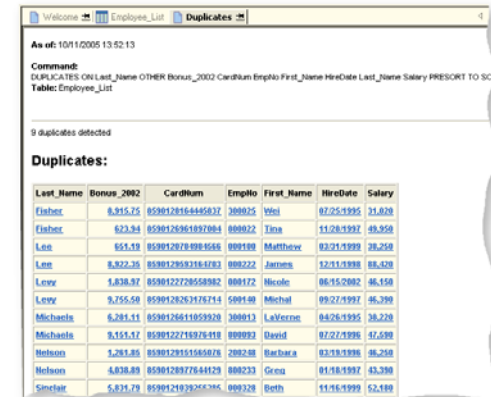 Welcome Employee_List Duplicates
As of: 10/11/2005 13:52:13
Command:
DUPLICATES ON Last_Name OTHER Bonus_2002 CardNum EmpNo First_Name HireDate Last_Name Salary PRESORT TO SC
Table: Employee_List
9 duplicates detected
Duplicates:
Last_Name Bonus_2002 CardNum EmpNo First_Name HireDate Salary
Fisher 8,915.75 8590128164445037 300025 Wei 07/25/1995 31,020
Fisher 623.94 8590126961097004 000022 Tina 11/20/1997 49,950
Lee 651.19 8590120784984566 000108 Matthew 03/31/1999 38,250
Lee 8,922.35 8590129593164783 000222 James 12/11/1998 88,420
Levy 1,838.97 8590122720558982 000172 Nicole 06/15/2002 46,150
Levy 9,755.50 8590128263176714 500140 Michal 09/27/1997 46,390
Michaels 6,281.11 8590126611059920 300013 LaVerne 04/26/1995 38,220
Michaels 9,151.17 8590122716976418 000093 David 07/27/1996 47,590
Nelson 1,261.85 8590129151565076 200248 Barbara 03/19/1996 46,250
Nelson 4,038.89 8590128977644129 000233 Greg 01/18/1997 43,390
Sinclair 5,831.79 000328 Beth 11/16/1999 52,180